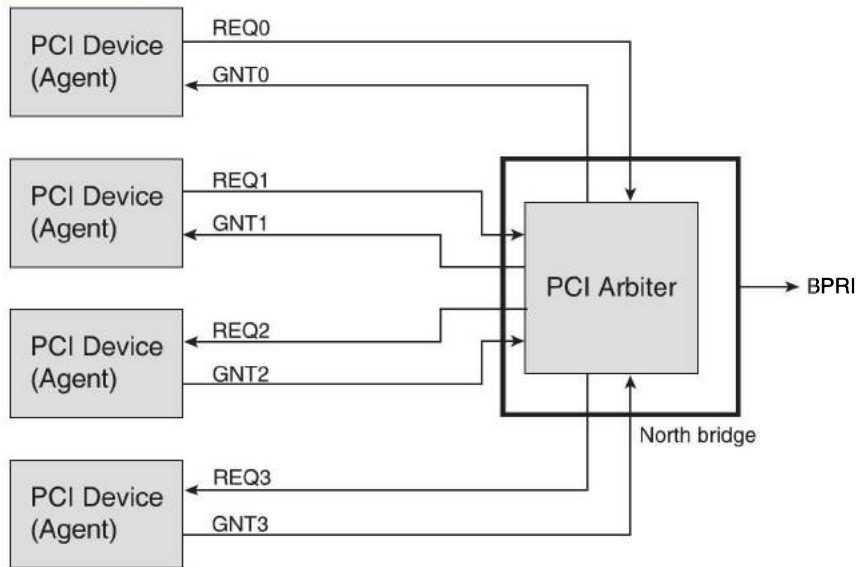 PCI Device
(Agent)
REQ0
GNT0
PCI Device
(Agent)
REQ1
GNT1
PCI Arbiter
BPRI
PCI Device
(Agent)
REQ2
GNT2
North bridge
PCI Device
(Agent)
REQ3
GNT3